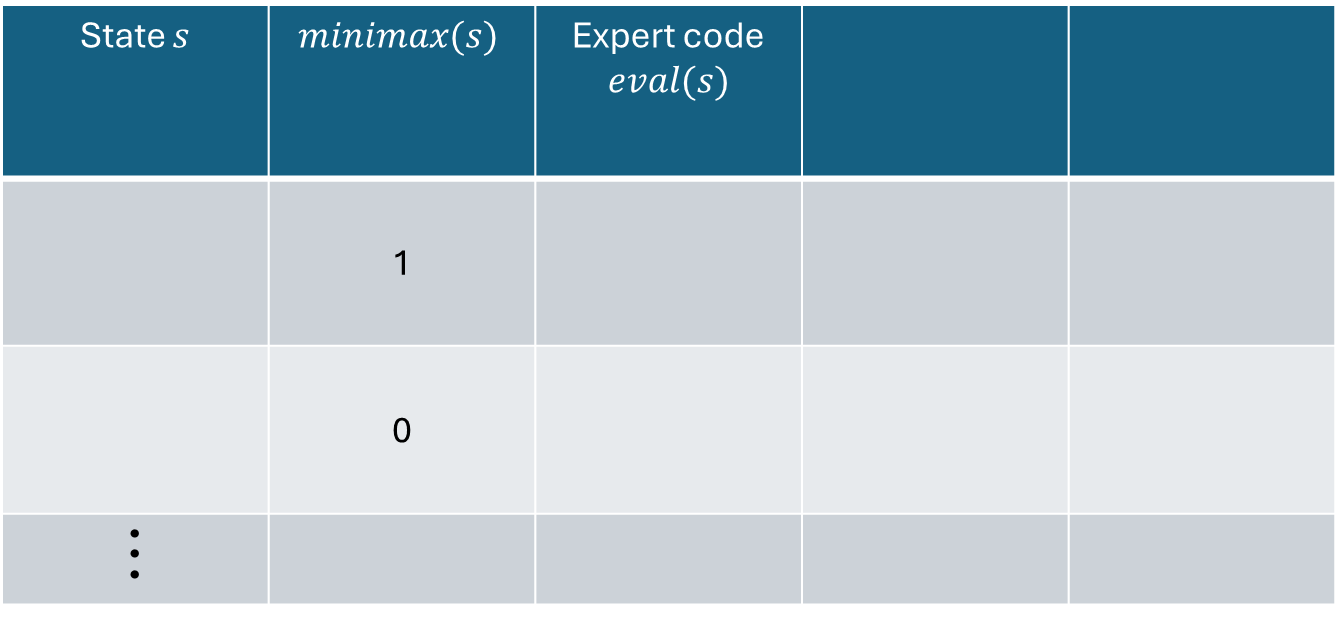 State s
minimax(s)
Expert code
eval(s)
1
0
⋮